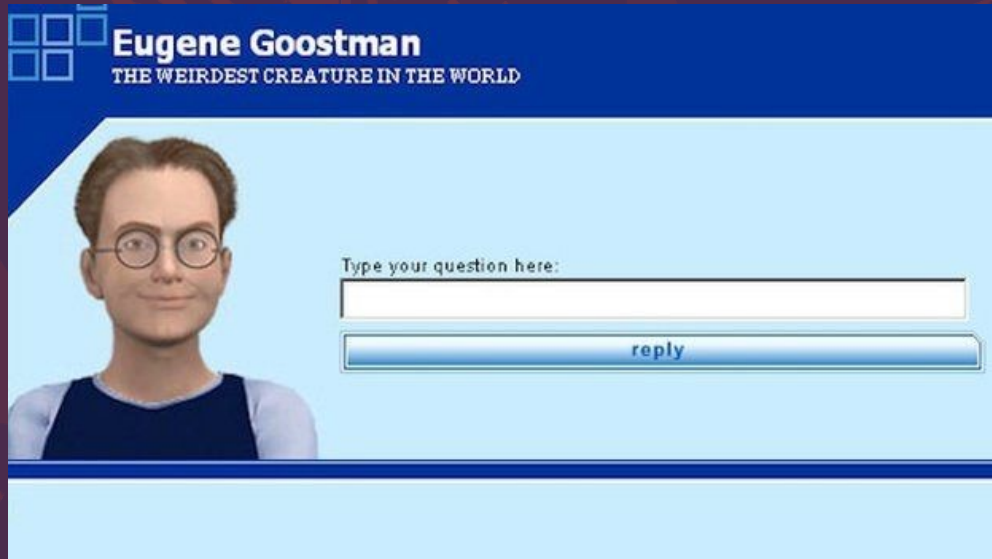 Eugene Goostman
THE WEIRDEST CREATURE IN THE WORLD
Type your question here:
reply